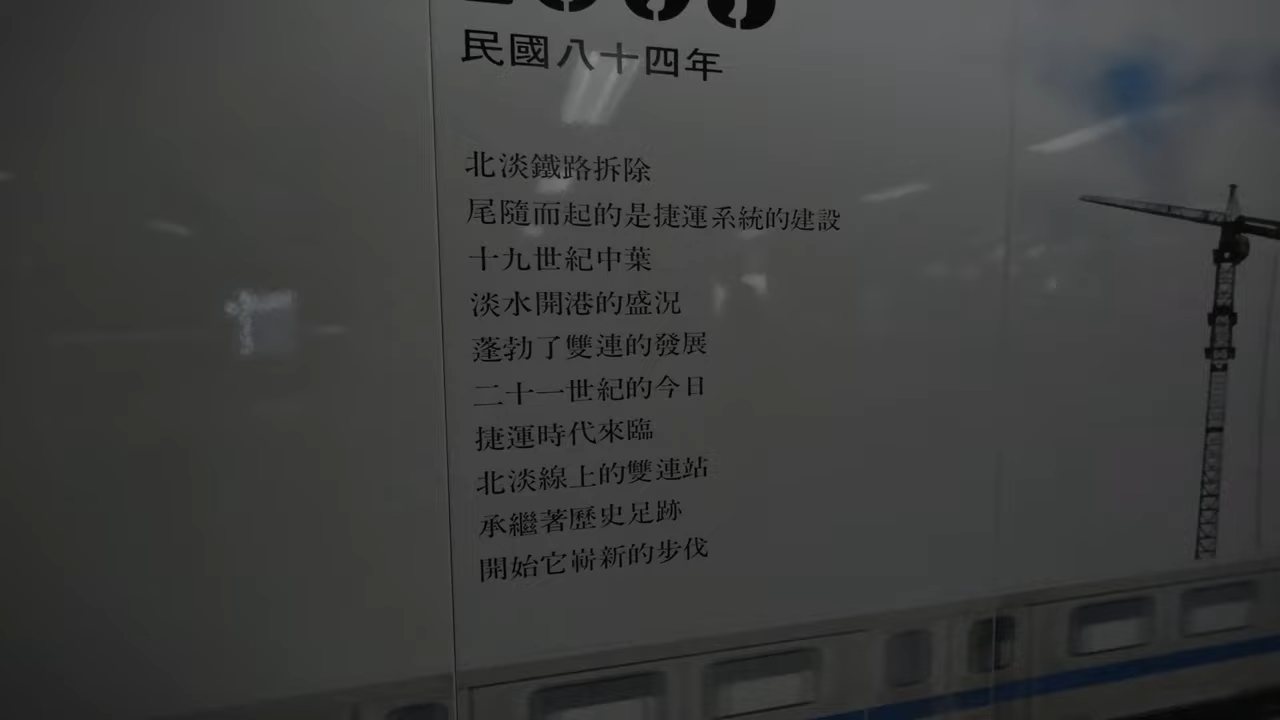 民國八十四年
北淡鐵路拆除
尾隨而起的是捷運系統的建設
十九世紀中葉
淡水開港的盛況
蓬勃了雙連的發展
二十一世紀的今日
捷運時代來臨
北淡線上的雙連站
承繼著歷史足跡
開始它嶄新的步伐